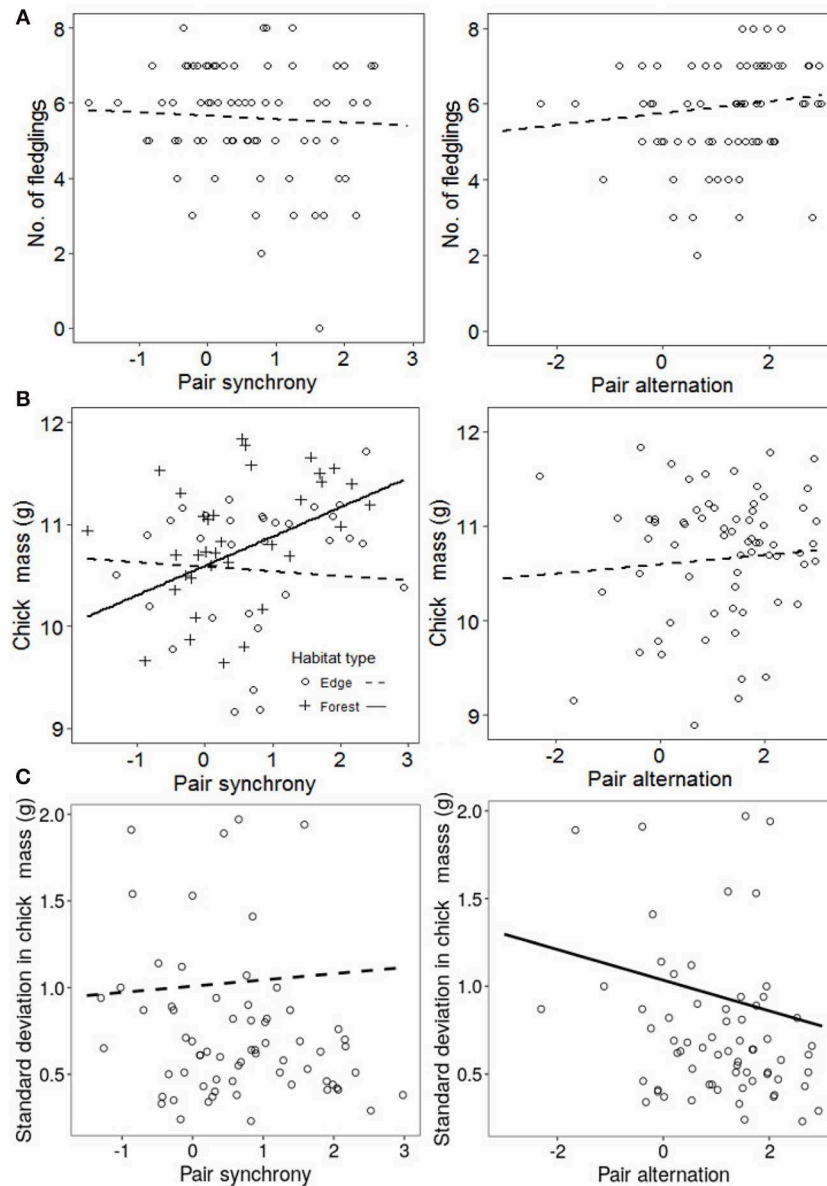 A
No. of fledglings
8
6
4
2
0
-1
0
1
2
3
Pair synchrony
No. of fledglings
8
6
4
2
0
-2
0
2
Pair alternation
B
Chick mass (g)
12
11
10
9
Habitat type
Edge
Forest
-1
0
1
2
3
Pair synchrony
Chick mass (g)
12
11
10
9
-2
0
2
Pair alternation
C
Standard deviation in chick masss (g)
2.0
1.5
1.0
0.5
-1
0
1
2
3
Pair synchrony
Standard deviation in chick masss (g)
2.0
1.5
1.0
0.5
-2
0
2
Pair alternation